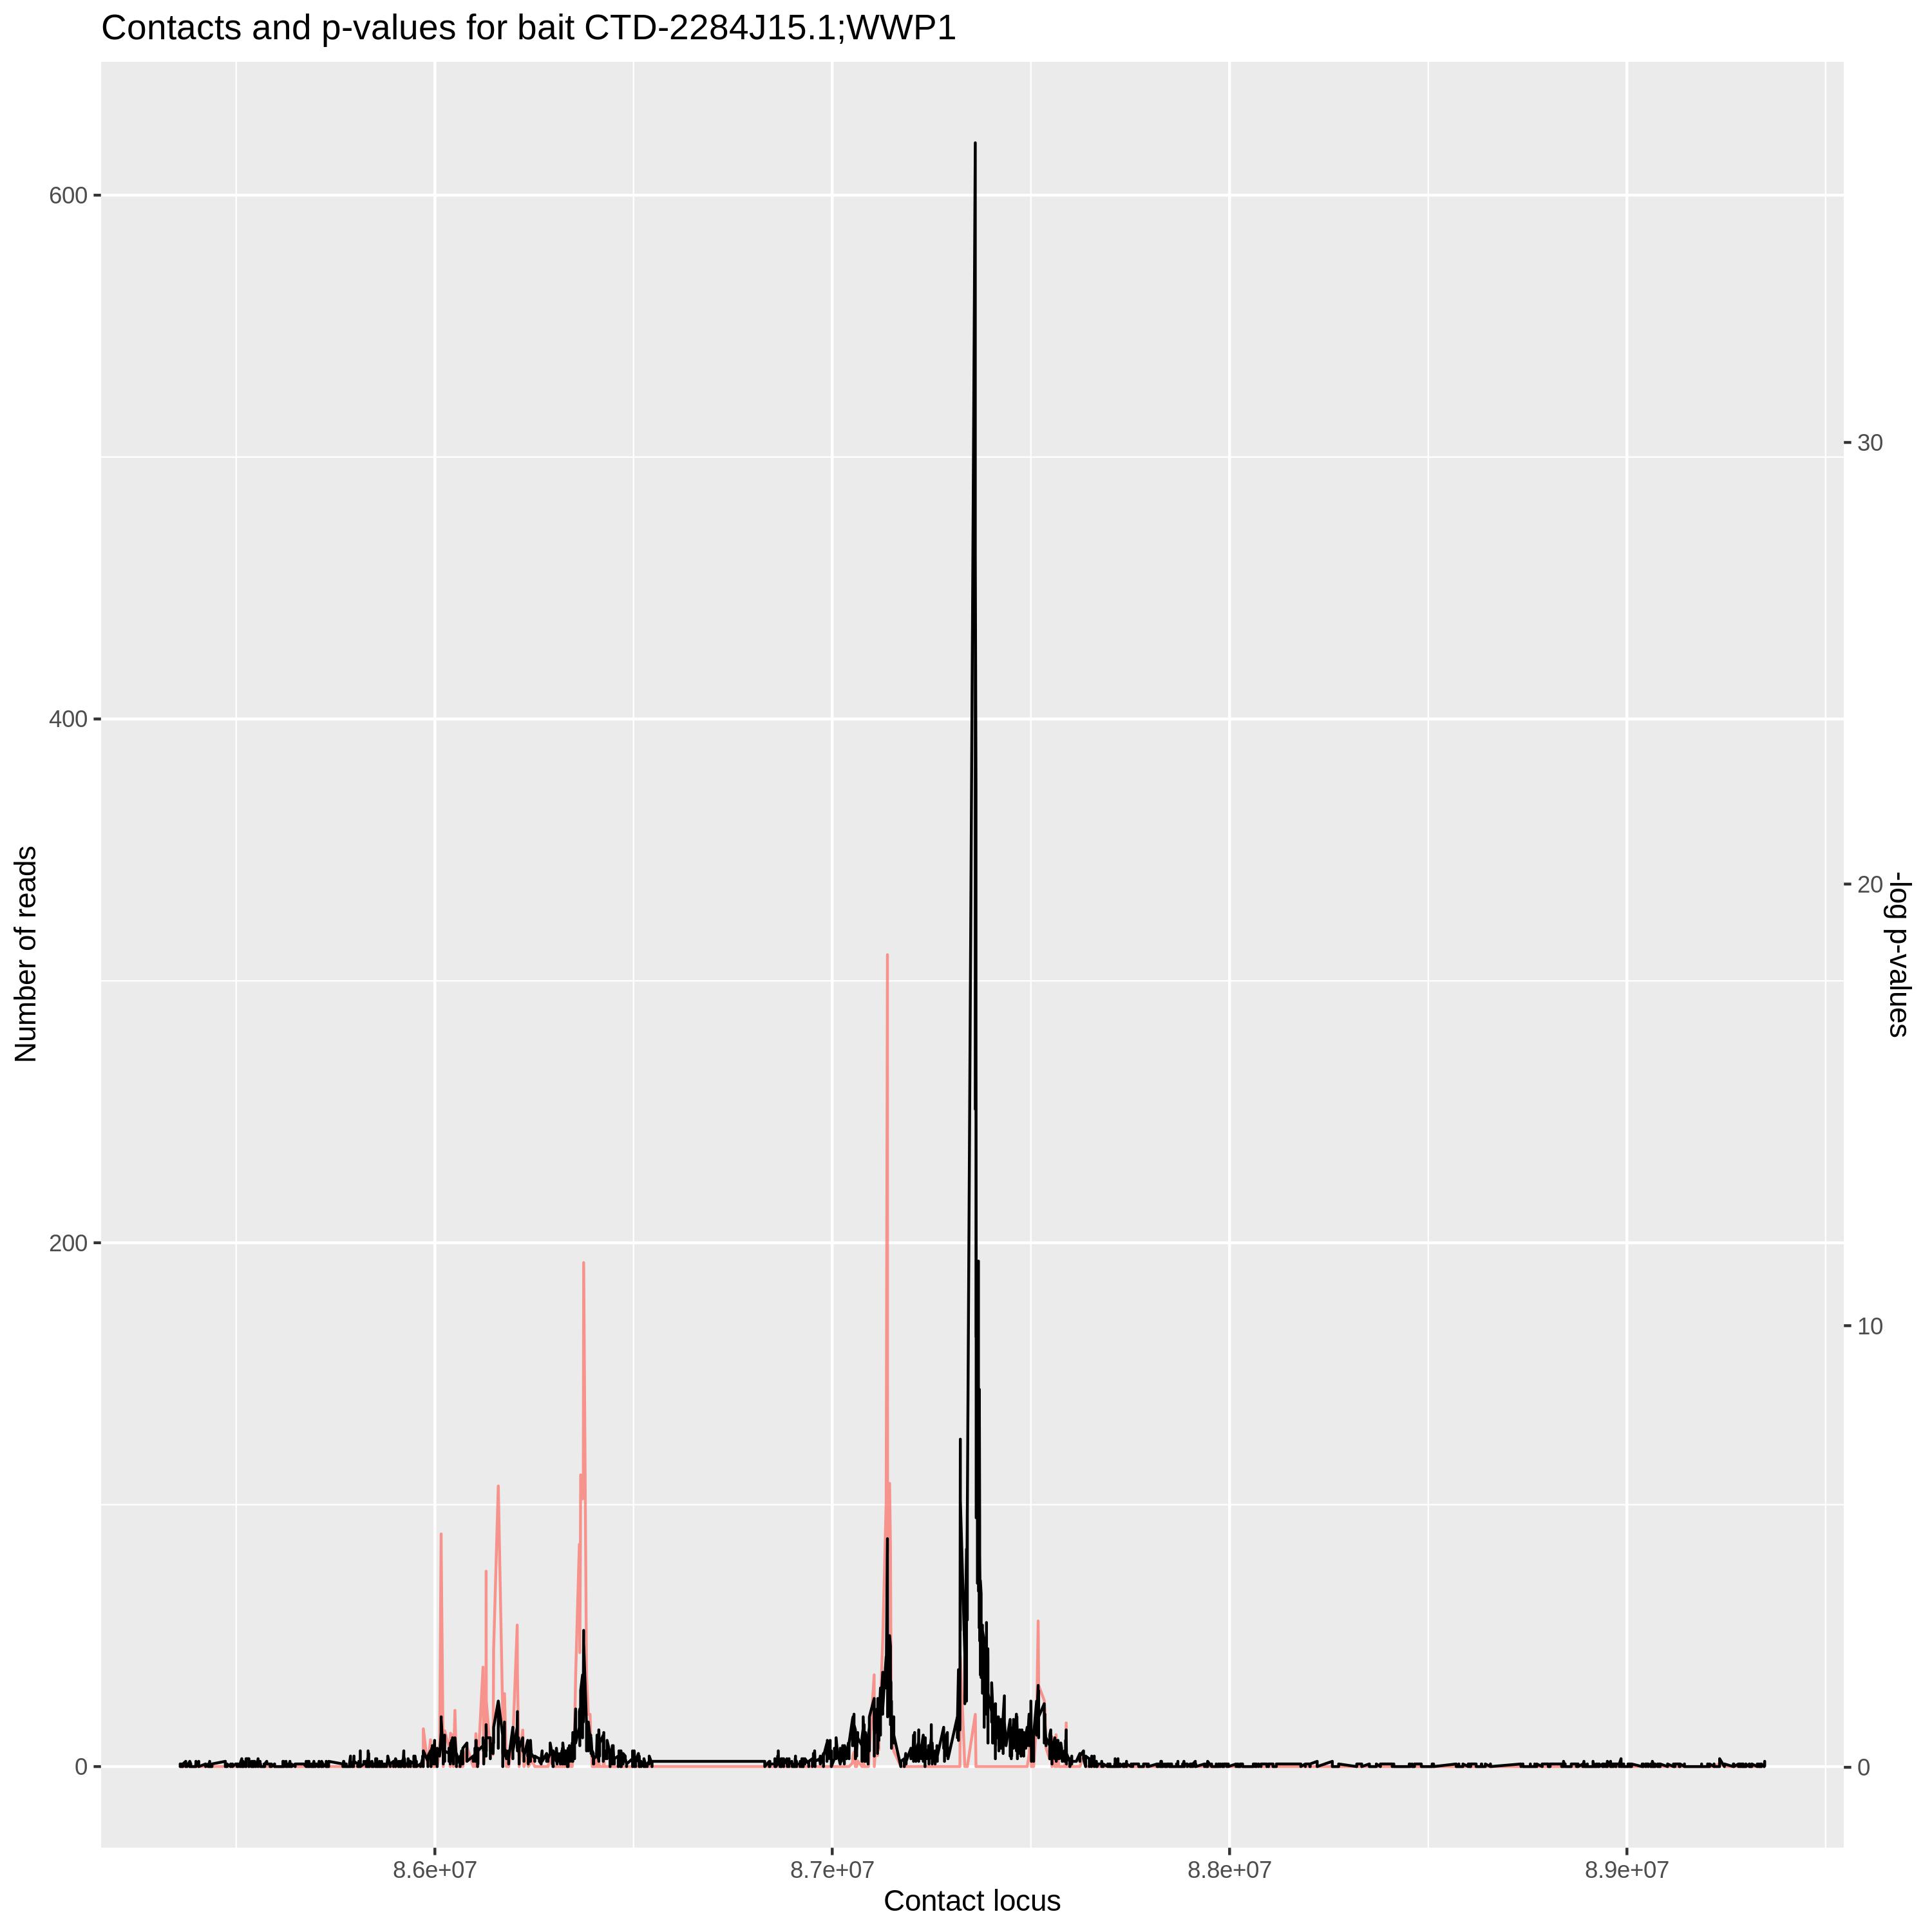 Contacts and p-values for bait CTD-2284J15.1;WWP1
600
400
200
0
Number of reads
30
20
10
0
-log p-values
8.6e+07 8.7e+07 8.8e+07 8.9e+07
Contact locus